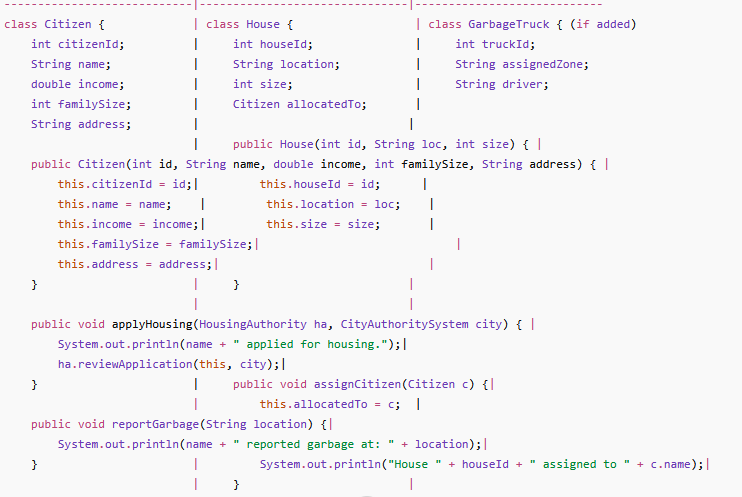 -----------------------------|-------------------------------|----------------------------
class Citizen {              | class House {                  | class GarbageTruck { (if added)
    int citizenId;           |     int houseId;               |     int truckId;
    String name;             |     String location;           |     String assignedZone;
    double income;           |     int size;                  |     String driver;
    int familySize;          |     Citizen allocatedTo;       |
    String address;          |                               |
                             |     public House(int id, String loc, int size) { |
    public Citizen(int id, String name, double income, int familySize, String address) { |
        this.citizenId = id;|         this.houseId = id;      |
        this.name = name;    |         this.location = loc;    |
        this.income = income;|         this.size = size;       |
        this.familySize = familySize;|                              |
        this.address = address;|                                |
    }                        |     }                         |
                             |                               |
    public void applyHousing(HousingAuthority ha, CityAuthoritySystem city) { |
        System.out.println(name + " applied for housing.");|
        ha.reviewApplication(this, city);|
    }                        |     public void assignCitizen(Citizen c) {|
                             |         this.allocatedTo = c;  |
    public void reportGarbage(String location) {|
        System.out.println(name + " reported garbage at: " + location);|
    }                        |         System.out.println("House " + houseId + " assigned to " + c.name);|
                             |     }                         |